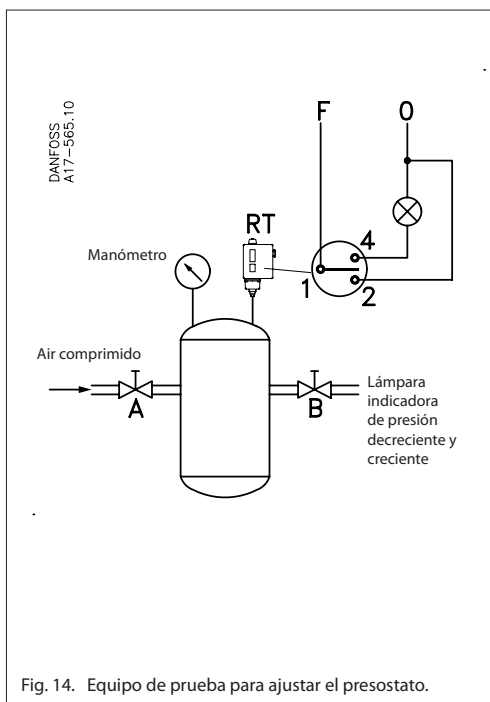 DANFOSS
A17-565.10
F
0
RT
4
1
2
Manómetro
Air comprimido
A
B
Lámpara
indicadora
de presión
decreciente y
creciente
Fig. 14. Equipo de prueba para ajustar el presostato.